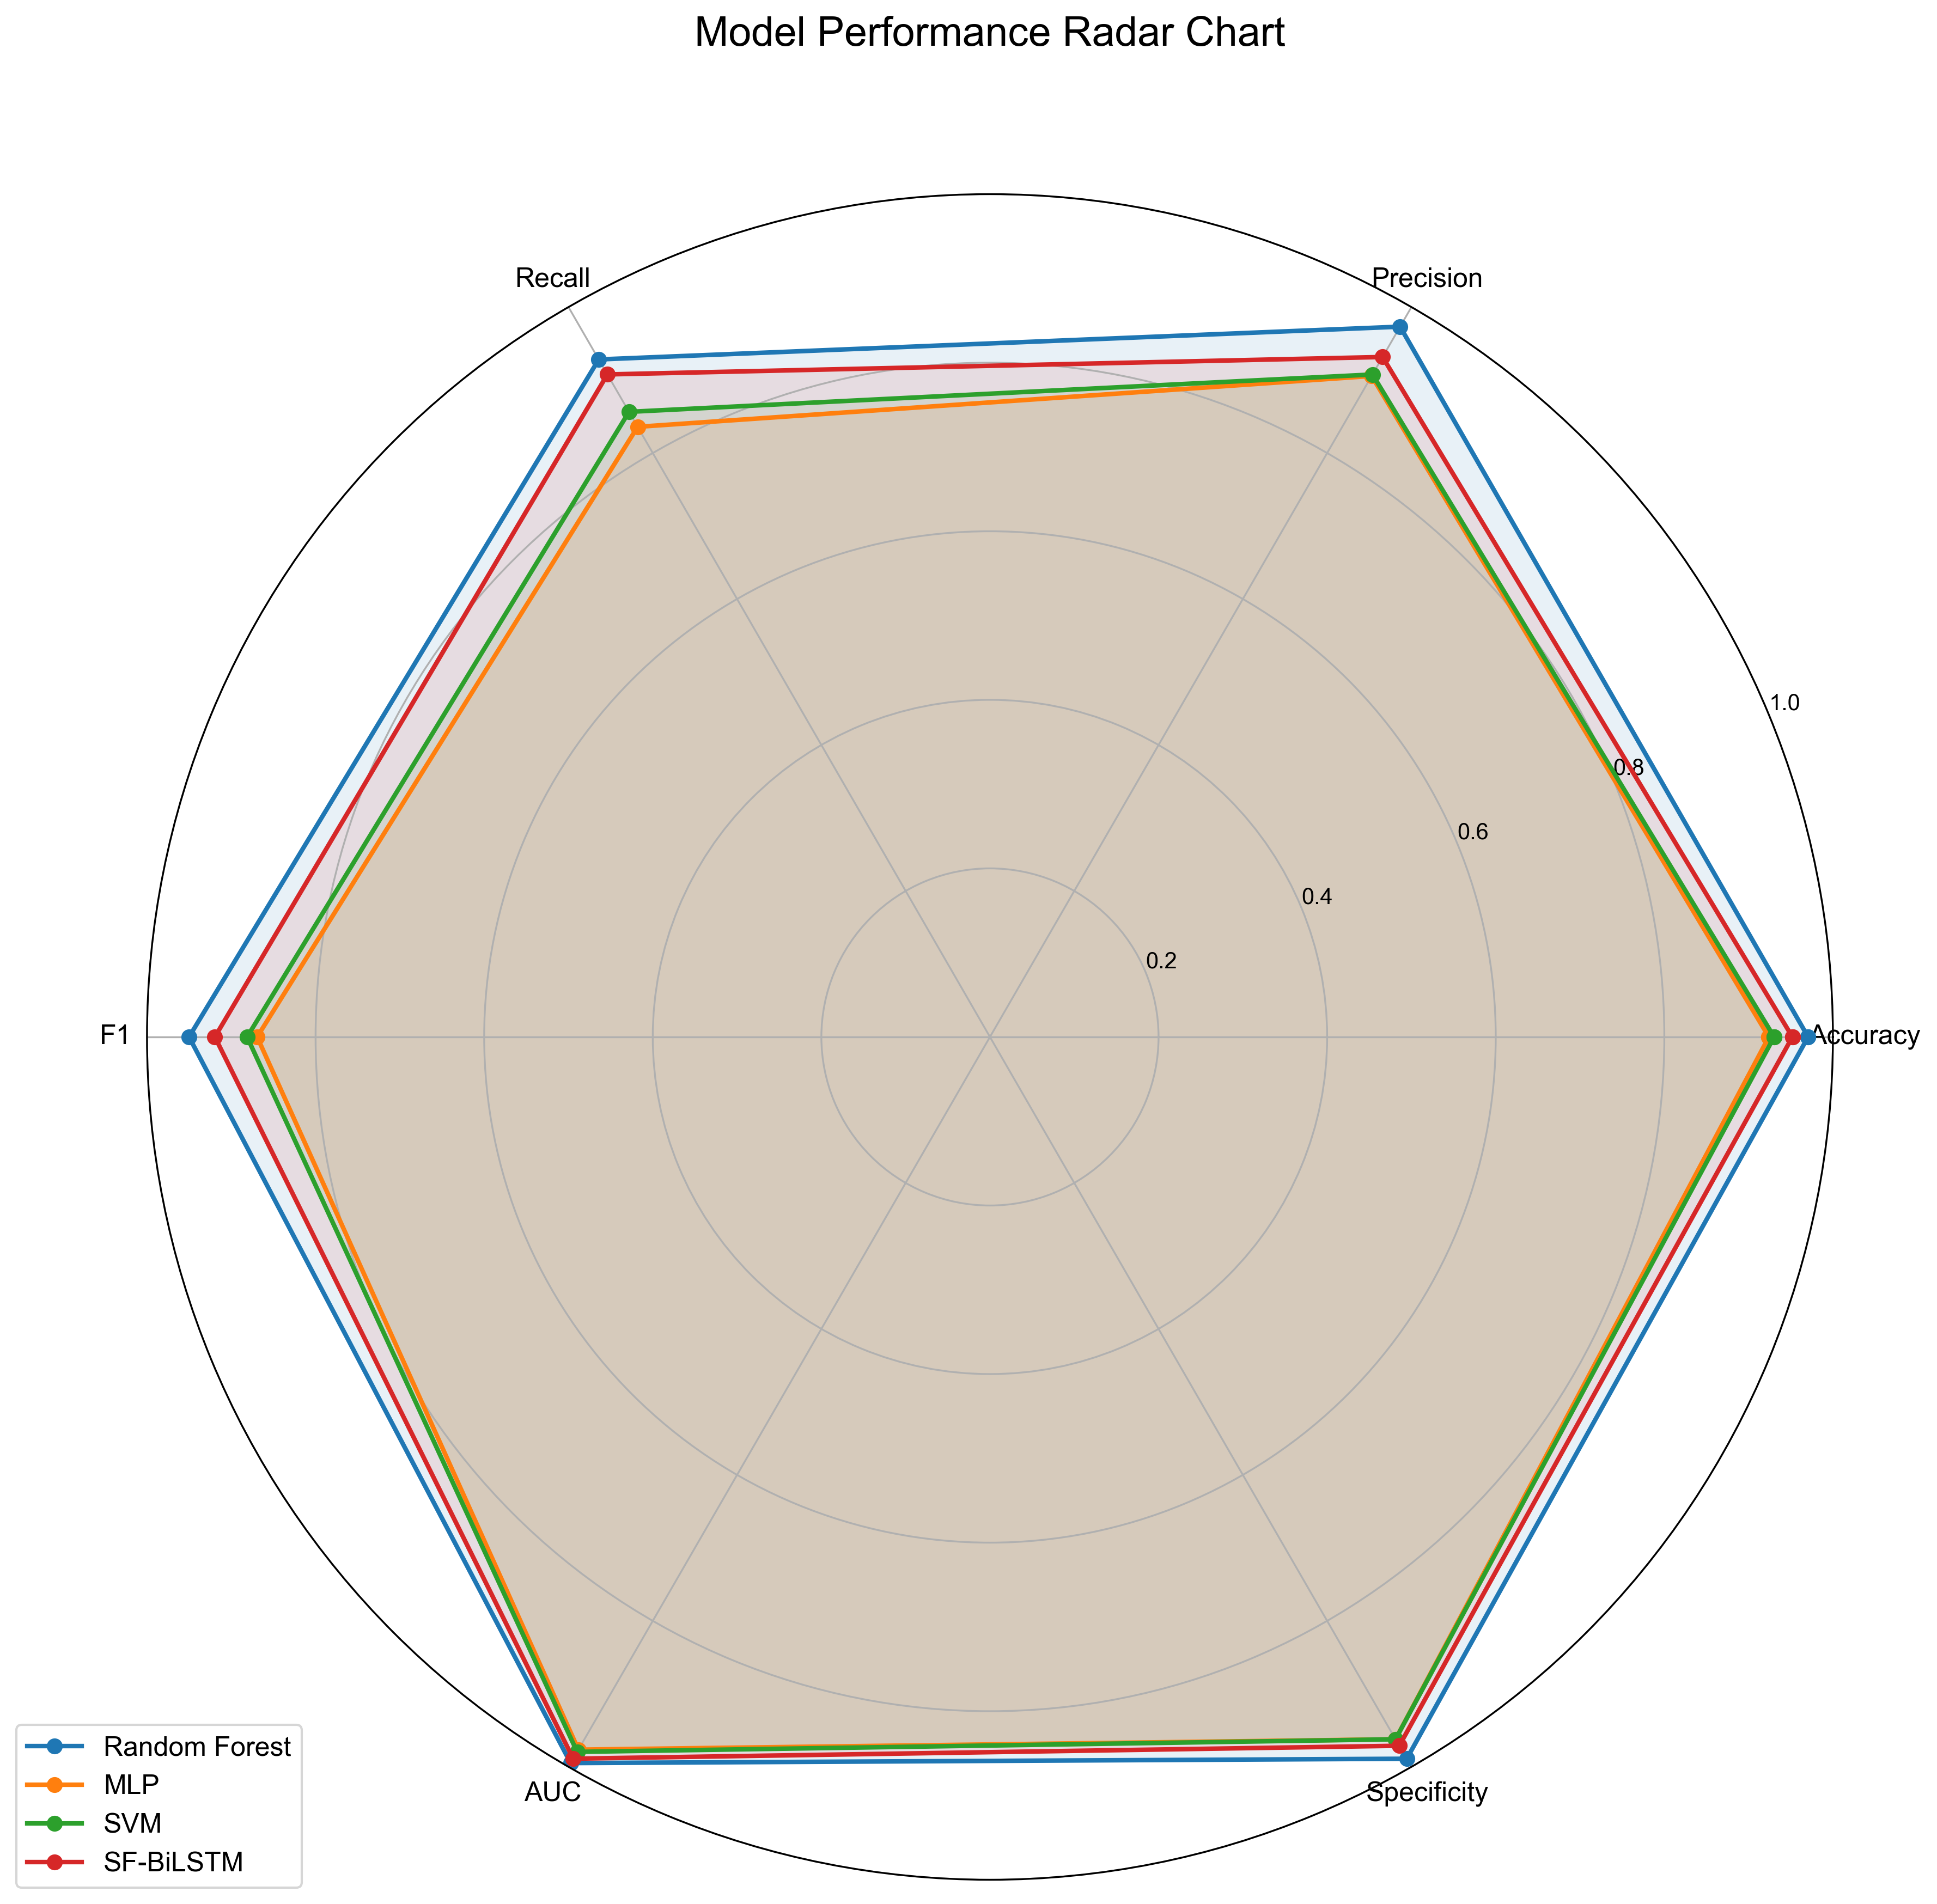 Model Performance Radar Chart
Recall
Precision
1.0
0.8
0.6
0.4
0.2
F1
Accuracy
AUC
Specificity
Random Forest
MLP
SVM
SF-BiLSTM